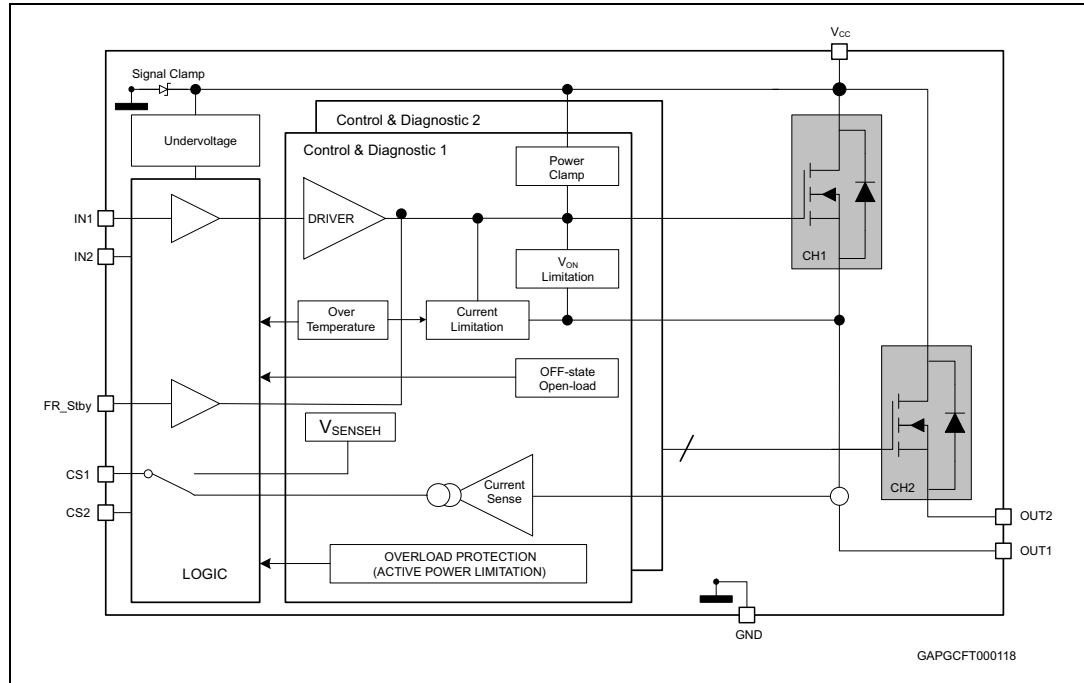 VCC
Signal Clamp
Control & Diagnostic 2
Undervoltage
Control & Diagnostic 1
Power
Clamp
IN1
DRIVER
IN2
VON
Limitation
CH1
Over
Temperature
Current
Limitation
OFF-state
Open-load
FR_Stby
VSENSEH
CS1
Current
Sense
CH2
CS2
OUT2
OVERLOAD PROTECTION
(ACTIVE POWER LIMITATION)
OUT1
LOGIC
GND
GAPGCFT000118